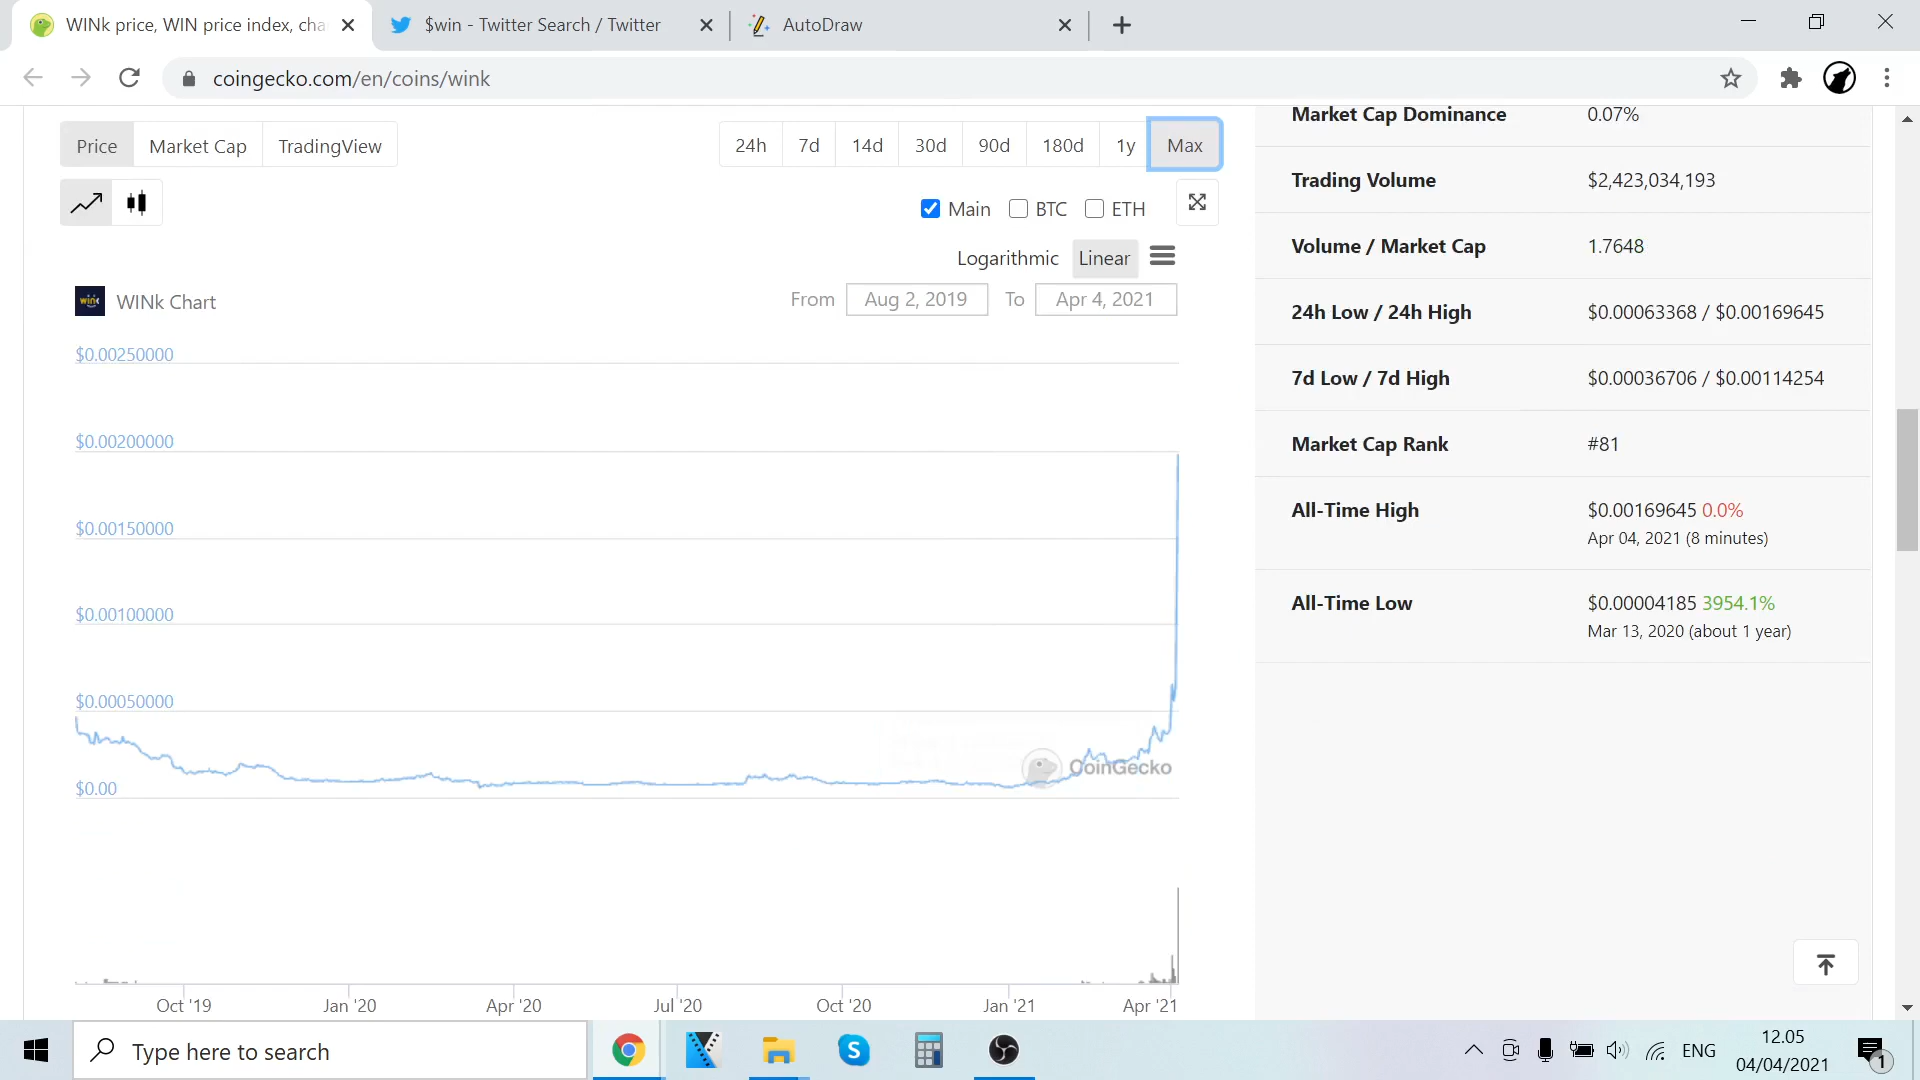 WINk price, WIN price index, cha
$win - Twitter Search / Twitter
AutoDraw
coingecko.com/en/coins/wink
Price
Market Cap
TradingView
24h
7d
14d
30d
90d
180d
1y
Max
Main
BTC
ETH
Logarithmic
Linear
WINk Chart
From
Aug 2, 2019
To
Apr 4, 2021
$0.00250000
$0.00200000
$0.00150000
$0.00100000
$0.00050000
$0.00
CoinGecko
Oct '19
Jan '20
Apr '20
Jul '20
Oct '20
Jan '21
Apr '21
Market Cap Dominance
0.07%
Trading Volume
$2,423,034,193
Volume / Market Cap
1.7648
24h Low / 24h High
$0.00063368 / $0.00169645
7d Low / 7d High
$0.00036706 / $0.00114254
Market Cap Rank
#81
All-Time High
$0.00169645 0.0%
Apr 04, 2021 (8 minutes)
All-Time Low
$0.00004185 3954.1%
Mar 13, 2020 (about 1 year)
Type here to search
ENG
12.05
04/04/2021
1